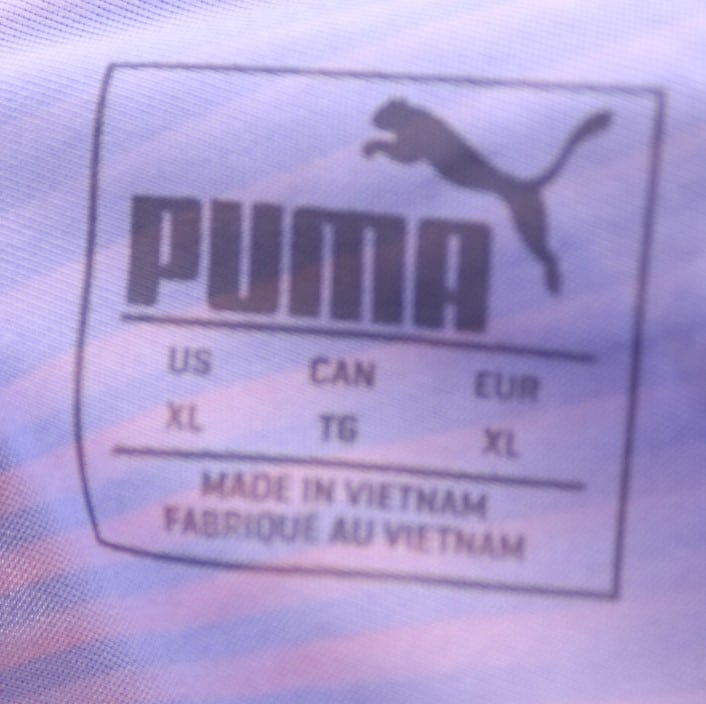 PUMA
US CAN EUR
XL TG XL
MADE IN VIETNAM
FABRIQUÉ AU VIETNAM